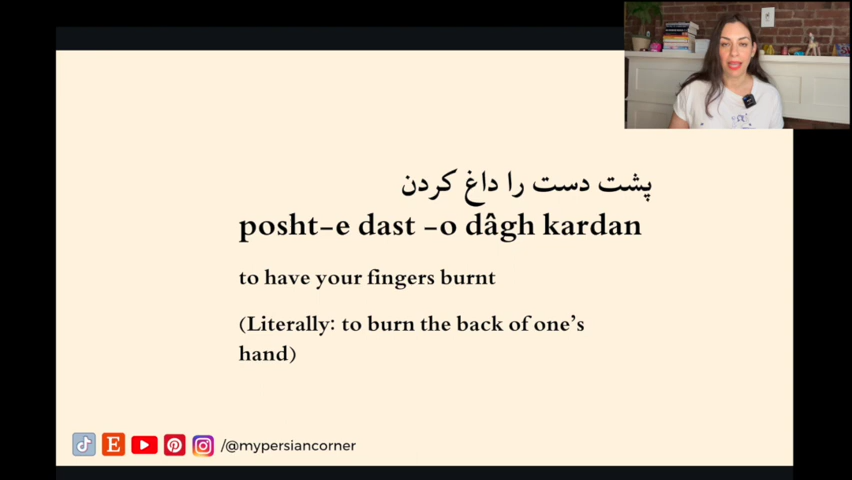 پشت دست را داغ کردن
posht-e dast -o dâgh kardan
to have your fingers burnt
(Literally: to burn the back of one's
hand)
/@mypersiancorner